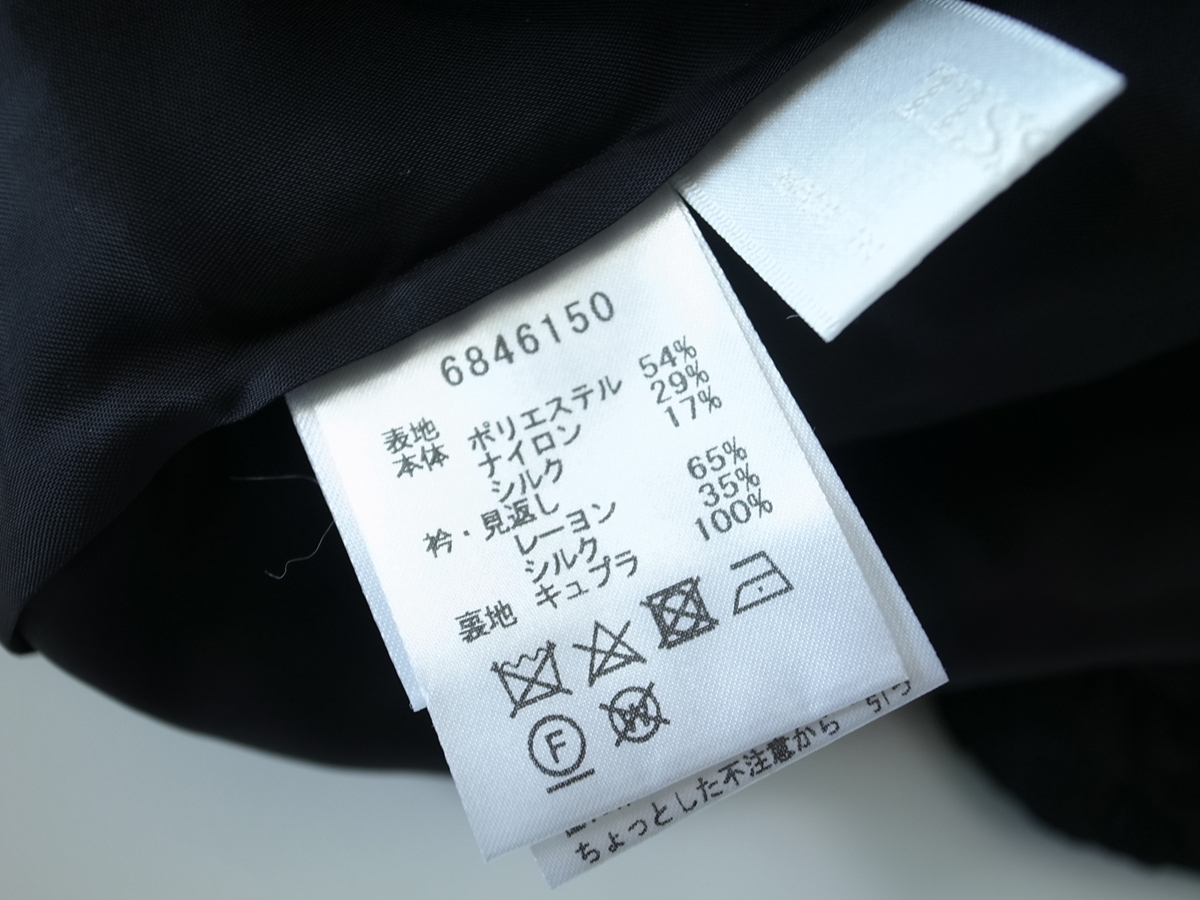 6846150
表地 ポリエステル 54%
本体 ナイロン 29%
シルク 17%
衿・見返し
レーヨン 65%
シルク 35%
裏地 キュプラ 100%
F
W
ちょっとした不注意から 引っ